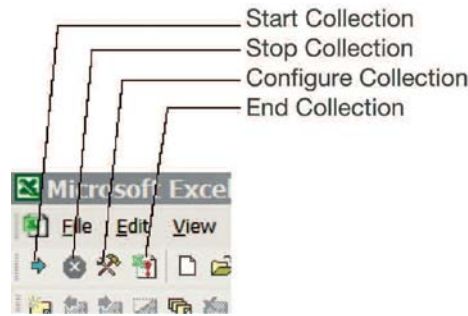 Start Collection
Stop Collection
Configure Collection
End Collection
Microsoft Excel
File Edit View